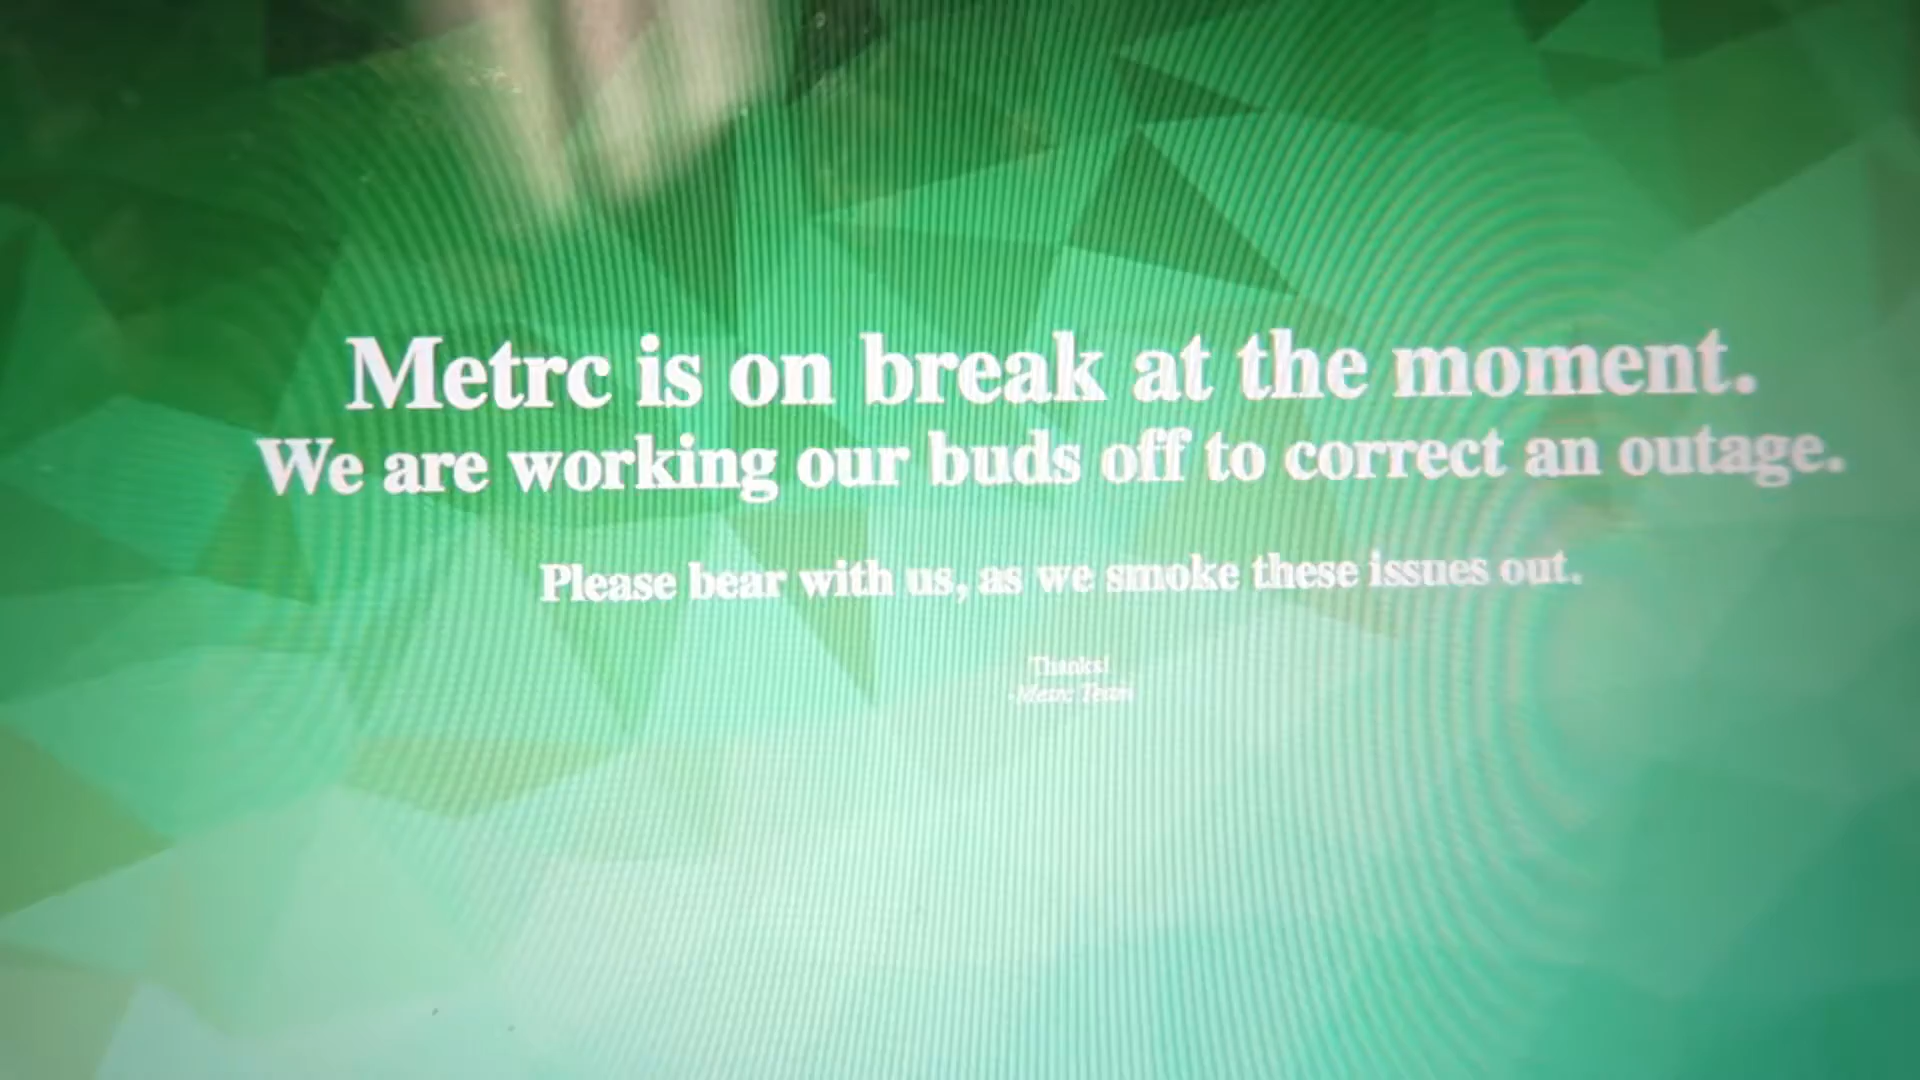 Metrc is on break at the moment.
We are working our buds off to correct an outage.
Please bear with us, as we smoke these issues out.
Thanks!
-Metrc Team